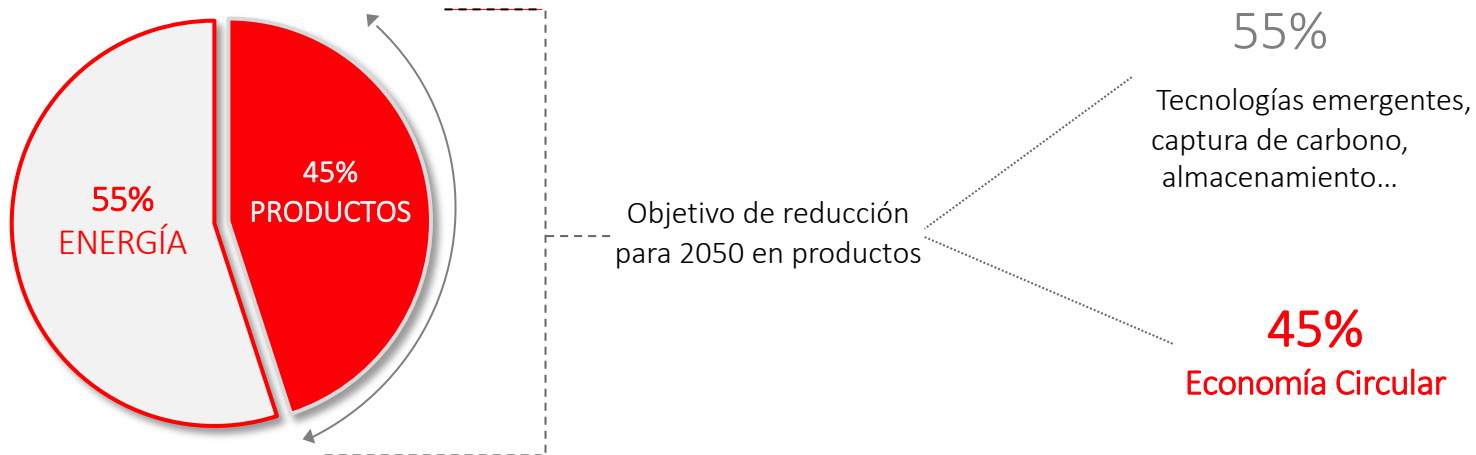 55%
ENERGÍA
45%
PRODUCTOS
Objetivo de reducción
para 2050 en productos
55%
Tecnologías emergentes,
captura de carbono,
almacenamiento...
45%
Economía Circular